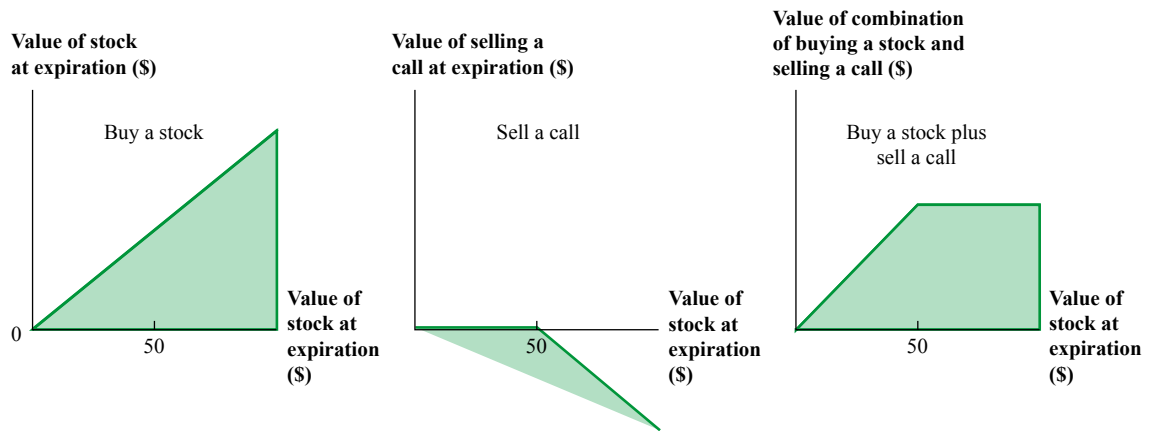 Value of stock
at expiration ($)
Buy a stock
0
50
Value of
stock at
expiration
($)
Value of selling a
call at expiration ($)
Sell a call
50
Value of
stock at
expiration
($)
Value of combination
of buying a stock and
selling a call ($)
Buy a stock plus
sell a call
50
Value of
stock at
expiration
($)